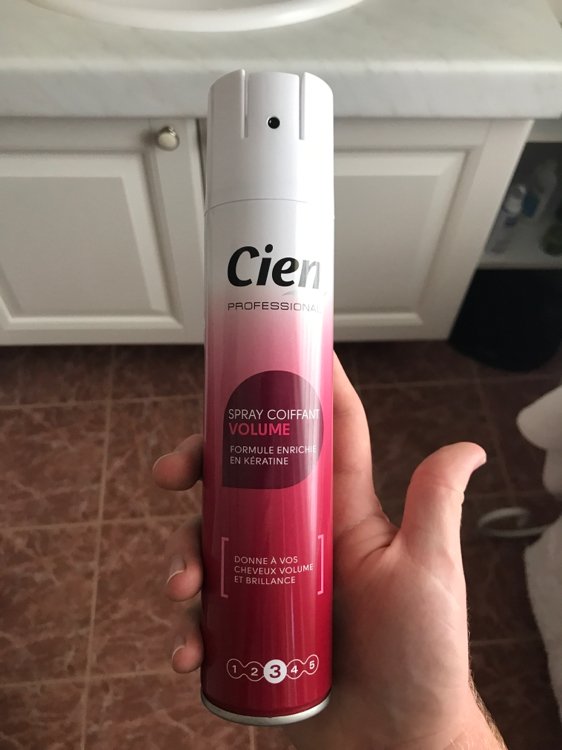 Cien
PROFESSIONAL
SPRAY COIFFANT
VOLUME
FORMULE ENRICHIE
EN KÉRATINE
DONNE À VOS
CHEVEUX VOLUME
ET BRILLANCE
1 2 3 4 5